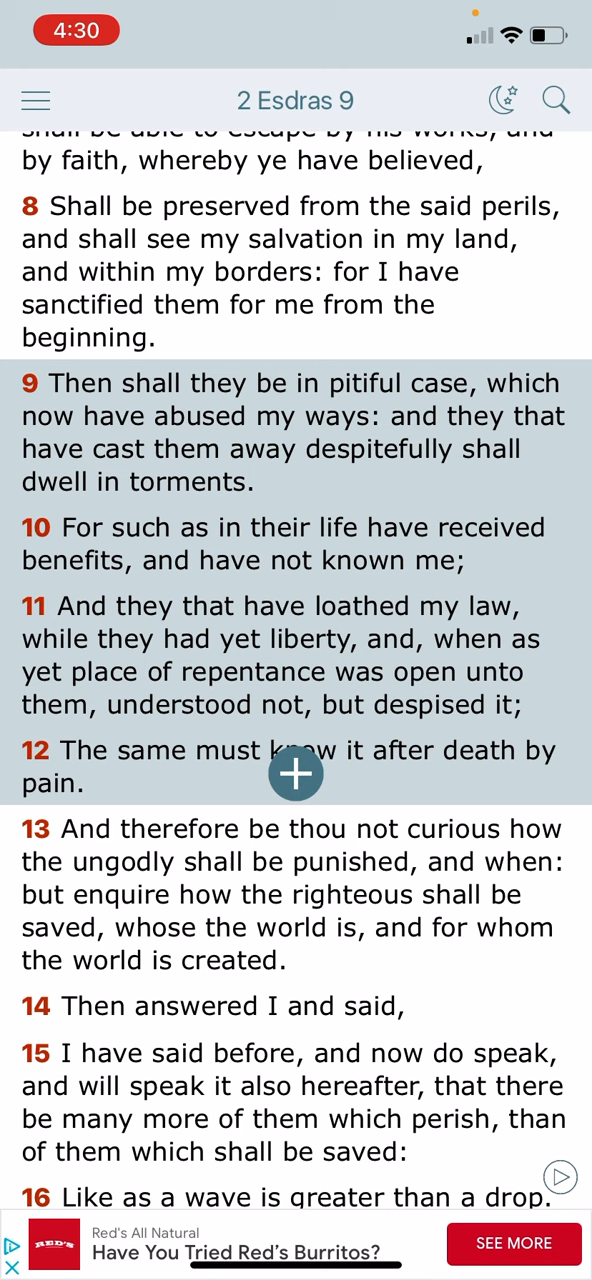 4:30
2 Esdras 9
shall be able to escape by his works, and
by faith, whereby ye have believed,
8 Shall be preserved from the said perils,
and shall see my salvation in my land,
and within my borders: for I have
sanctified them for me from the
beginning.
9 Then shall they be in pitiful case, which
now have abused my ways: and they that
have cast them away despitefully shall
dwell in torments.
10 For such as in their life have received
benefits, and have not known me;
11 And they that have loathed my law,
while they had yet liberty, and, when as
yet place of repentance was open unto
them, understood not, but despised it;
12 The same must know it after death by
pain.
13 And therefore be thou not curious how
the ungodly shall be punished, and when:
but enquire how the righteous shall be
saved, whose the world is, and for whom
the world is created.
14 Then answered I and said,
15 I have said before, and now do speak,
and will speak it also hereafter, that there
be many more of them which perish, than
of them which shall be saved:
16 Like as a wave is greater than a drop.
RED'S
Red's All Natural
Have You Tried Red's Burritos?
SEE MORE